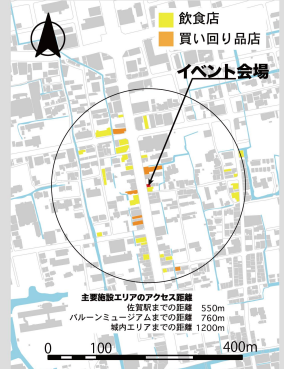 飲食店
買い回り品店
イベント会場
主要施設エリアのアクセス距離
佐賀駅までの距離 550m
バルーンミュージアムまでの距離 760m
城内エリアまでの距離 1200m
0 100 400m